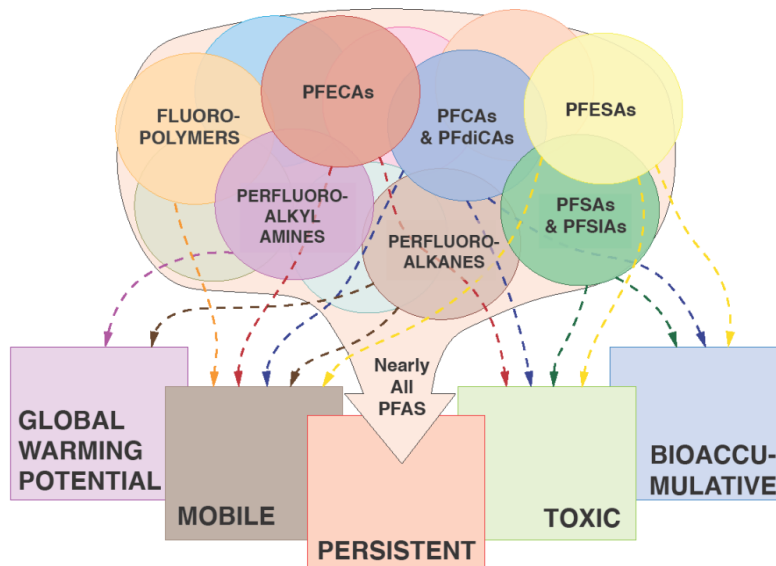 PFECAs
FLUORO-
POLYMERS
PFCAs
& PFdiCAs
PFESAs
PERFLUORO-
ALKYL
AMINES
PERFLUORO-
ALKANES
PFSAs
& PFSIAs
Nearly
All
PFAS
GLOBAL
WARMING
POTENTIAL
MOBILE
PERSISTENT
TOXIC
BIOACCU-
MULATIVE